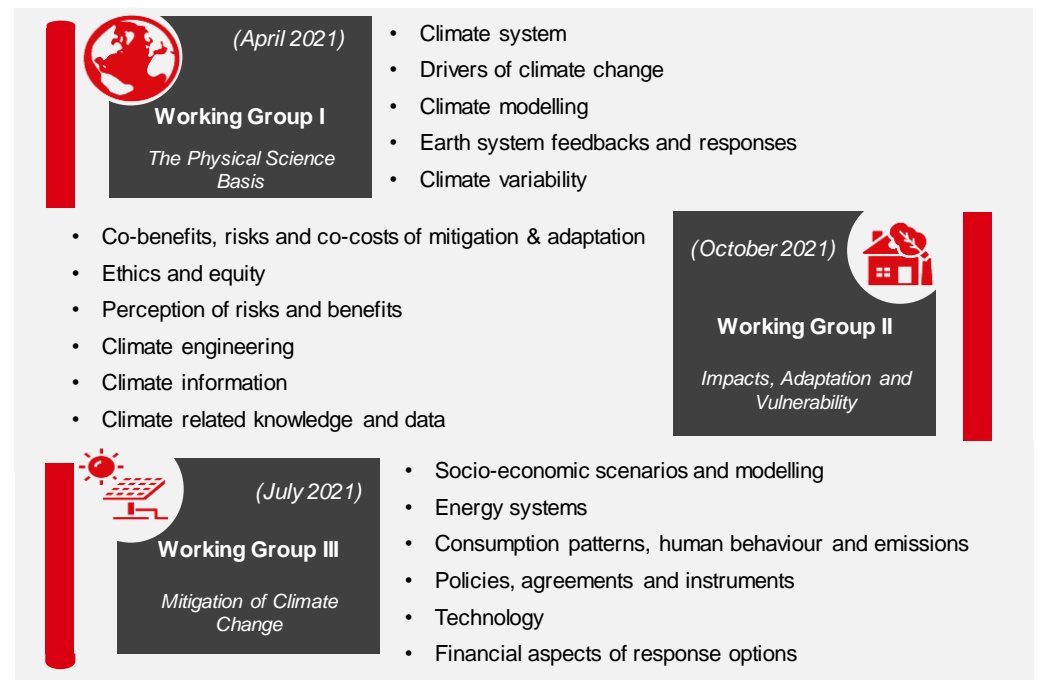 (April 2021)
Working Group I
The Physical Science
Basis
• Climate system
• Drivers of climate change
• Climate modelling
• Earth system feedbacks and responses
• Climate variability
• Co-benefits, risks and co-costs of mitigation & adaptation
• Ethics and equity
• Perception of risks and benefits
• Climate engineering
• Climate information
• Climate related knowledge and data
(October 2021)
Working Group II
Impacts, Adaptation and
Vulnerability
(July 2021)
Working Group III
Mitigation of Climate
Change
• Socio-economic scenarios and modelling
• Energy systems
• Consumption patterns, human behaviour and emissions
• Policies, agreements and instruments
• Technology
• Financial aspects of response options